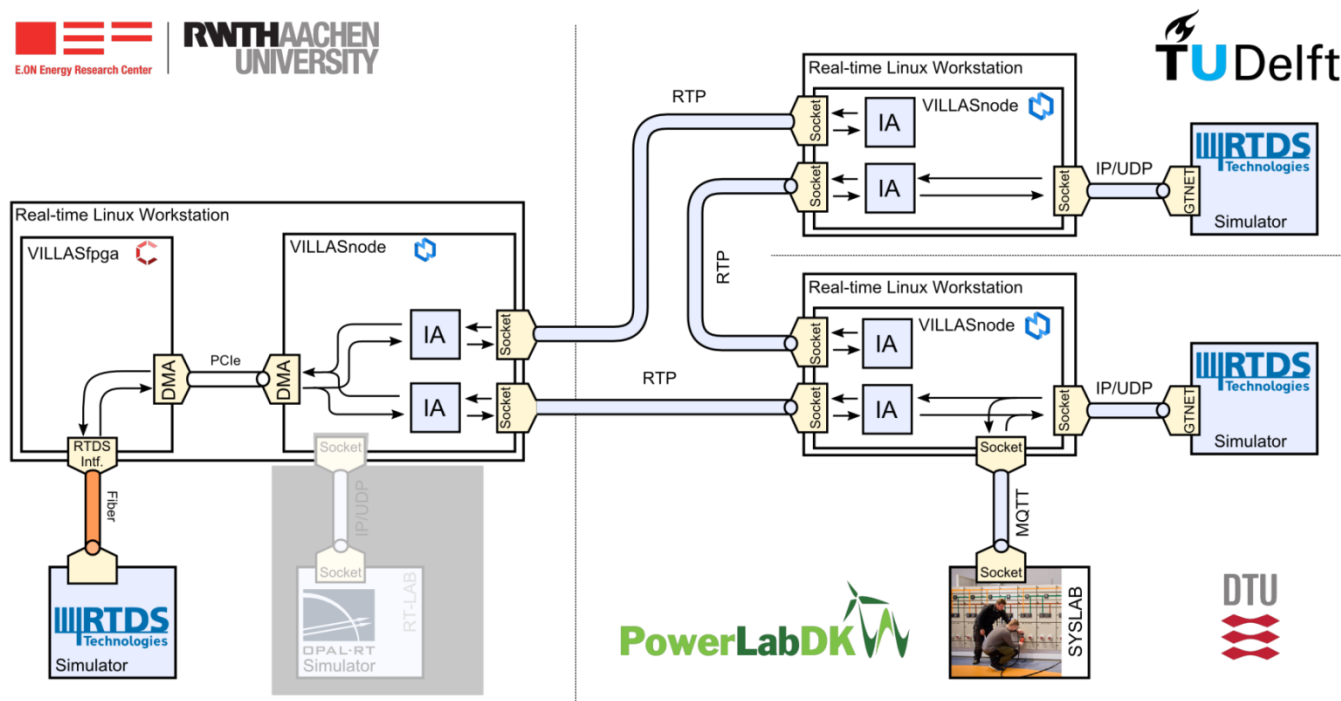 E.ON Energy Research Center
RWTHAACHEN
UNIVERSITY
TUDelft
Real-time Linux Workstation
VILLASfpga
VILLASnode
IA
IA
Socket
Socket
DMA
PCIe
DMA
RTDS
Intf.
Fiber
RTDS
Technologies
Simulator
Socket
IP/UDP
Socket
RT-LAB
OPAL-RT
Simulator
RTP
RTP
RTP
Real-time Linux Workstation
VILLASnode
Socket
IA
Socket
IA
Socket
IP/UDP
GTNET
RTDS
Technologies
Simulator
Real-time Linux Workstation
VILLASnode
Socket
IA
Socket
IA
Socket
IP/UDP
GTNET
RTDS
Technologies
Simulator
Socket
MQTT
Socket
SYSLAB
PowerLabDK
DTU